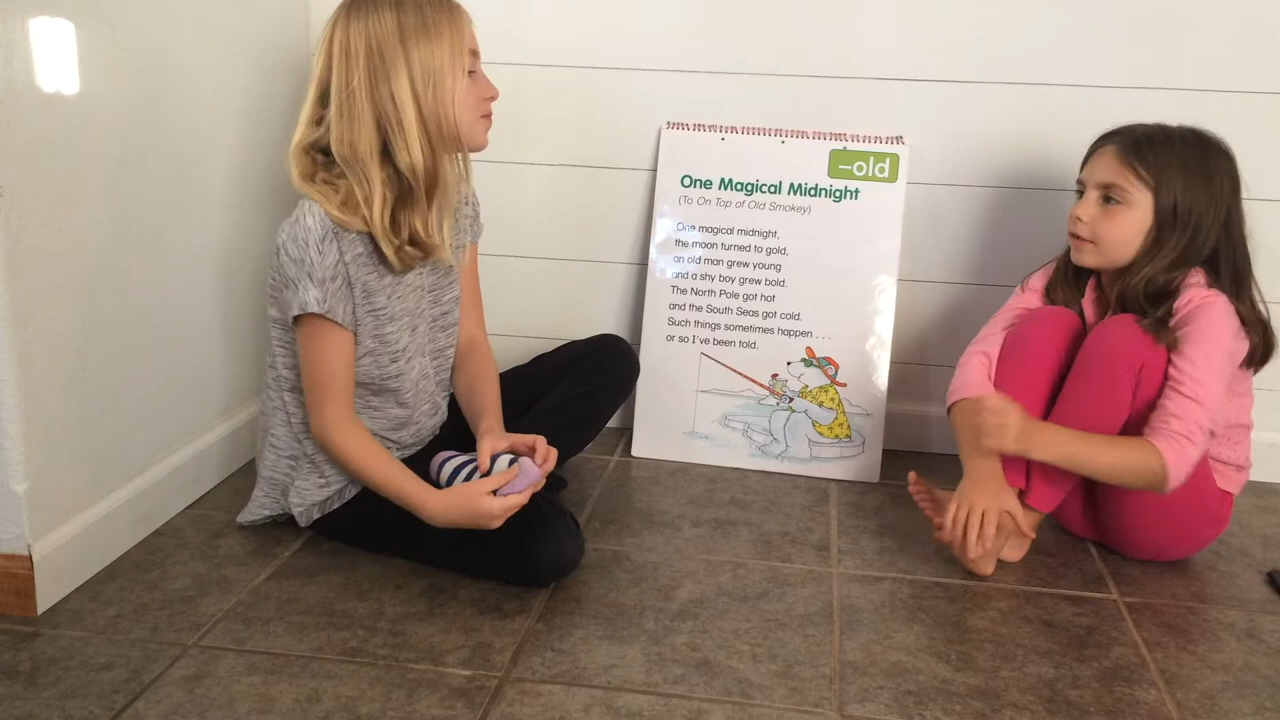 –old
One Magical Midnight
(To On Top of Old Smokey)
One magical midnight,
the moon turned to gold,
an old man grew young
and a shy boy grew bold.
The North Pole got hot
and the South Seas got cold.
Such things sometimes happen . . .
or so I've been told.